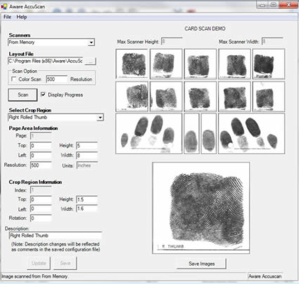 Aware AccuScan
File Help
Scanners
From Memory
Layout File
C:\Program Files (x86)\Aware\AccuSc
...
Scan Option
Color Scan 500 Resolution
Scan Display Progress
Select Crop Region
Right Rolled Thumb
Page Area Information
Page: 1
Top: 0 Height: 5
Left: 0 Width: 8
Resolution: 500 Units: Inches
Crop Region Information
Index: 1
Top: 0 Height: 1.5
Left: 0 Width: 1.6
Rotation: 0
Description:
Right Rolled Thumb
(Note: Description changes will be reflected
as comments in the saved configuration file)
Update Save
CARD SCAN DEMO
Max Scanner Height
Max Scanner Width
R. THUMB
Save Images
Image scanned from From Memory
Aware Accuscan